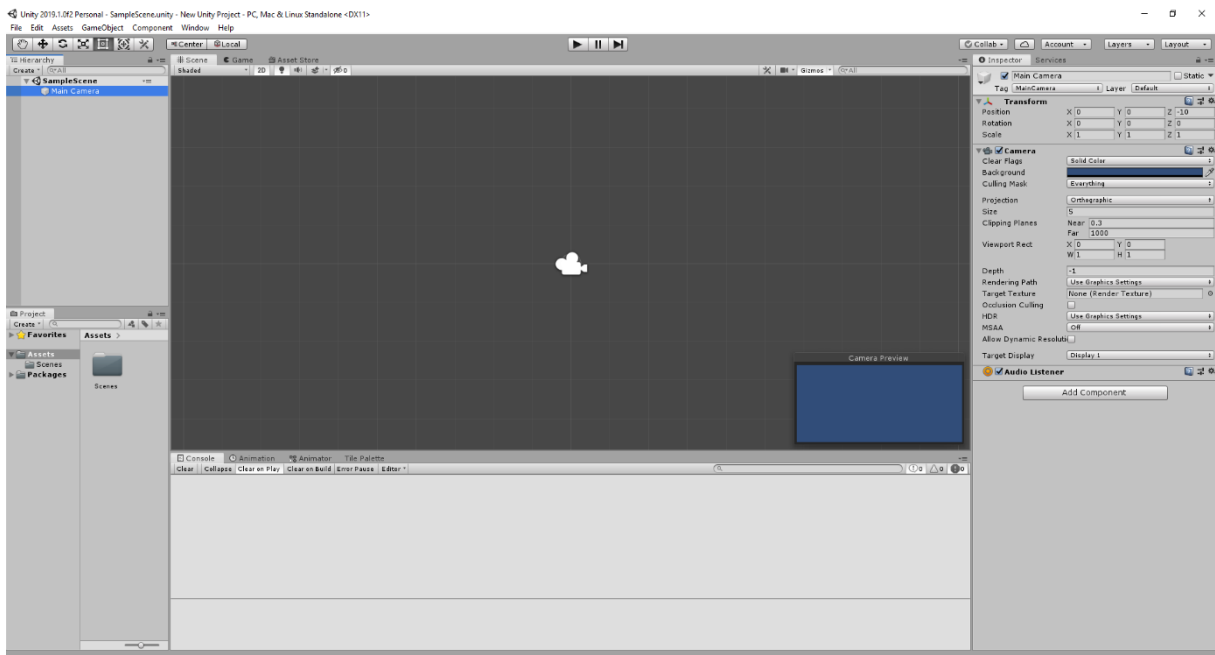 Unity 2019.1.0f2 Personal - SampleScene.unity - New Unity Project - PC, Mac & Linux Standalone <DX11>
File Edit Assets GameObject Component Window Help
Center Local
Collab Account Layers Layout
Hierarchy
Create All
SampleScene
Main Camera
Scene Game Asset Store
Shaded 2D 0 Gizmos All
Camera Preview
Inspector Services
Main Camera Static
Tag MainCamera Layer Default
Transform
Position X 0 Y 0 Z -10
Rotation X 0 Y 0 Z 0
Scale X 1 Y 1 Z 1
Camera
Clear Flags Solid Color
Background
Culling Mask Everything
Projection Orthographic
Size 5
Clipping Planes Near 0.3
Far 1000
Viewport Rect X 0 Y 0
W 1 H 1
Depth -1
Rendering Path Use Graphics Settings
Target Texture None (Render Texture)
Occlusion Culling
HDR Use Graphics Settings
MSAA Off
Allow Dynamic Resoluti
Target Display Display 1
Audio Listener
Add Component
Project
Create
Favorites
Assets
Scenes
Packages
Assets >
Scenes
Console Animation Animator Tile Palette
Clear Collapse Clear on Play Clear on Build Error Pause Editor 0 0 0